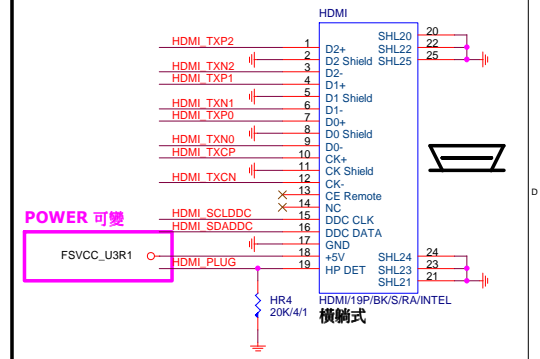 HDMI
HDMI_TXP2 1 D2+ SHL20 20
2 D2 Shield SHL22 22
HDMI_TXN2 3 D2- SHL25 25
HDMI_TXP1 4 D1+
5 D1 Shield
HDMI_TXN1 6 D1-
HDMI_TXP0 7 D0+
8 D0 Shield
HDMI_TXN0 9 D0-
HDMI_TXCP 10 CK+
11 CK Shield
HDMI_TXCN 12 CK-
13 CE Remote
14 NC
HDMI_SCLDDC 15 DDC CLK
HDMI_SDADDC 16 DDC DATA
17 GND
18 +5V SHL24 24
HDMI_PLUG 19 HP DET SHL23 23
SHL21 21
POWER 可變
FSVCC_U3R1
HR4
20K/4/1
HDMI/19P/BK/S/RA/INTEL
橫躺式
D